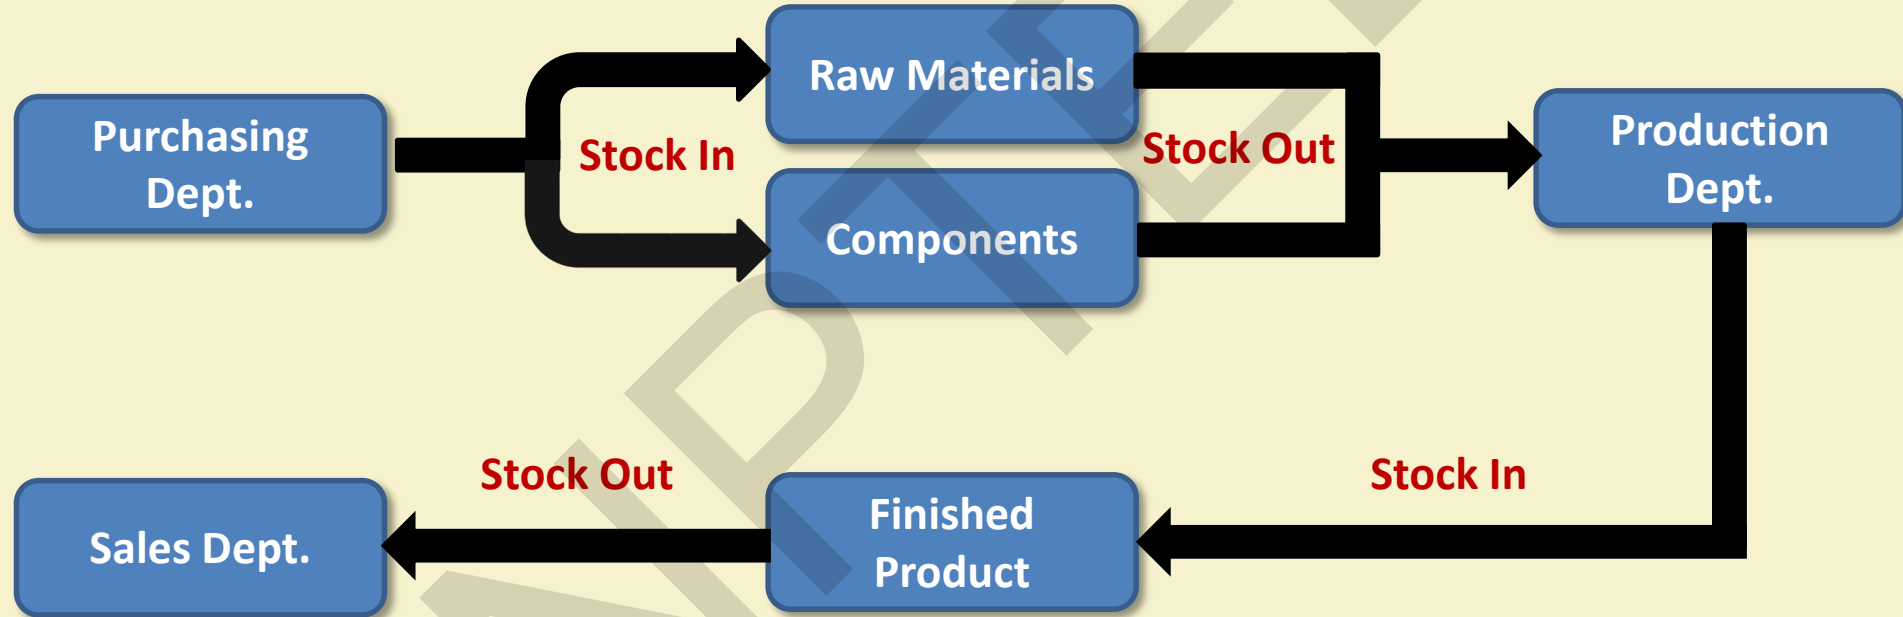 Raw Materials
Purchasing
Dept.
Stock In
Stock Out
Production
Dept.
Components
Stock Out
Stock In
Sales Dept.
Finished
Product